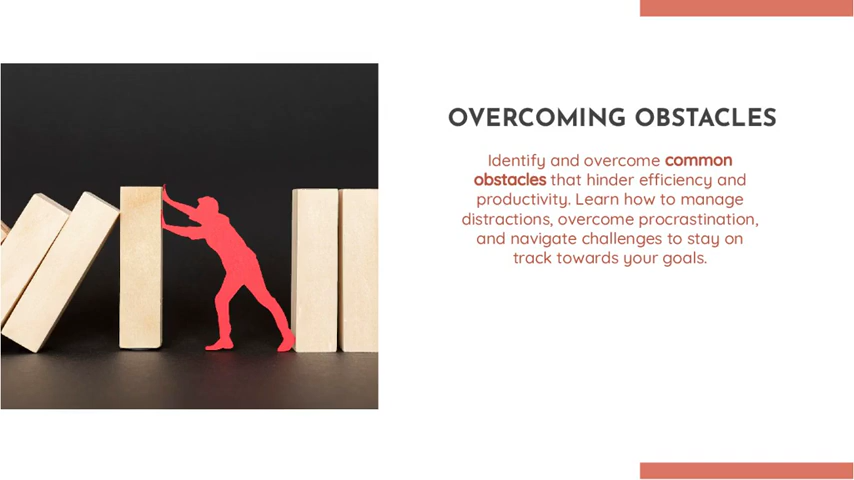 OVERCOMING OBSTACLES
Identify and overcome common
obstacles that hinder efficiency and
productivity. Learn how to manage
distractions, overcome procrastination,
and navigate challenges to stay on
track towards your goals.